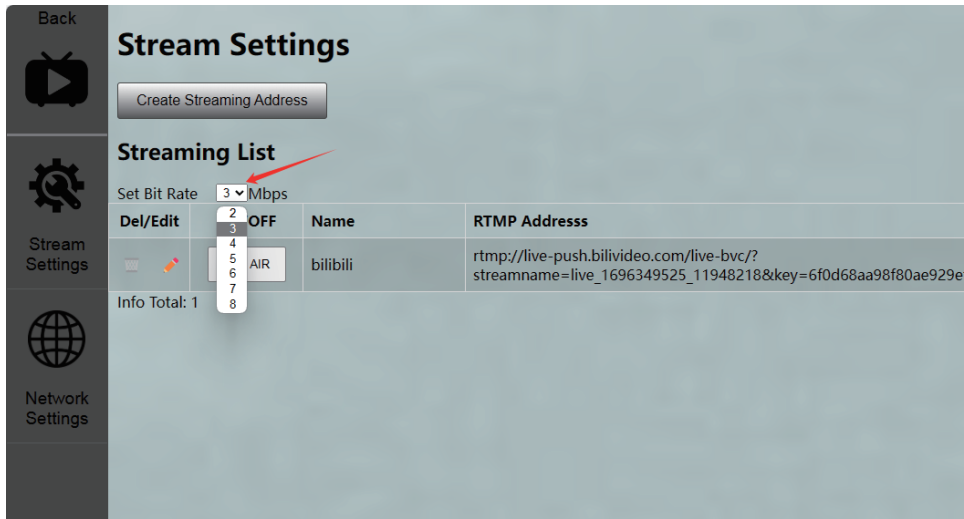 Back
Stream Settings
Create Streaming Address
Streaming List
Set Bit Rate 3 Mbps
Del/Edit OFF Name RTMP Addresss
2
3
4
5
6
7
8
AIR bilibili
rtmp://live-push.bilivideo.com/live-bvc/?
streamname=live_1696349525_11948218&key=6f0d68aa98f80ae929e
Info Total: 1
Stream
Settings
Network
Settings